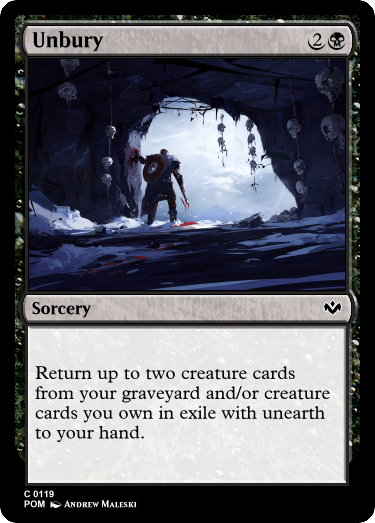 Unbury 2
Sorcery
Return up to two creature cards
from your graveyard and/or creature
cards you own in exile with unearth
to your hand.
C 0119
POM Andrew Maleski